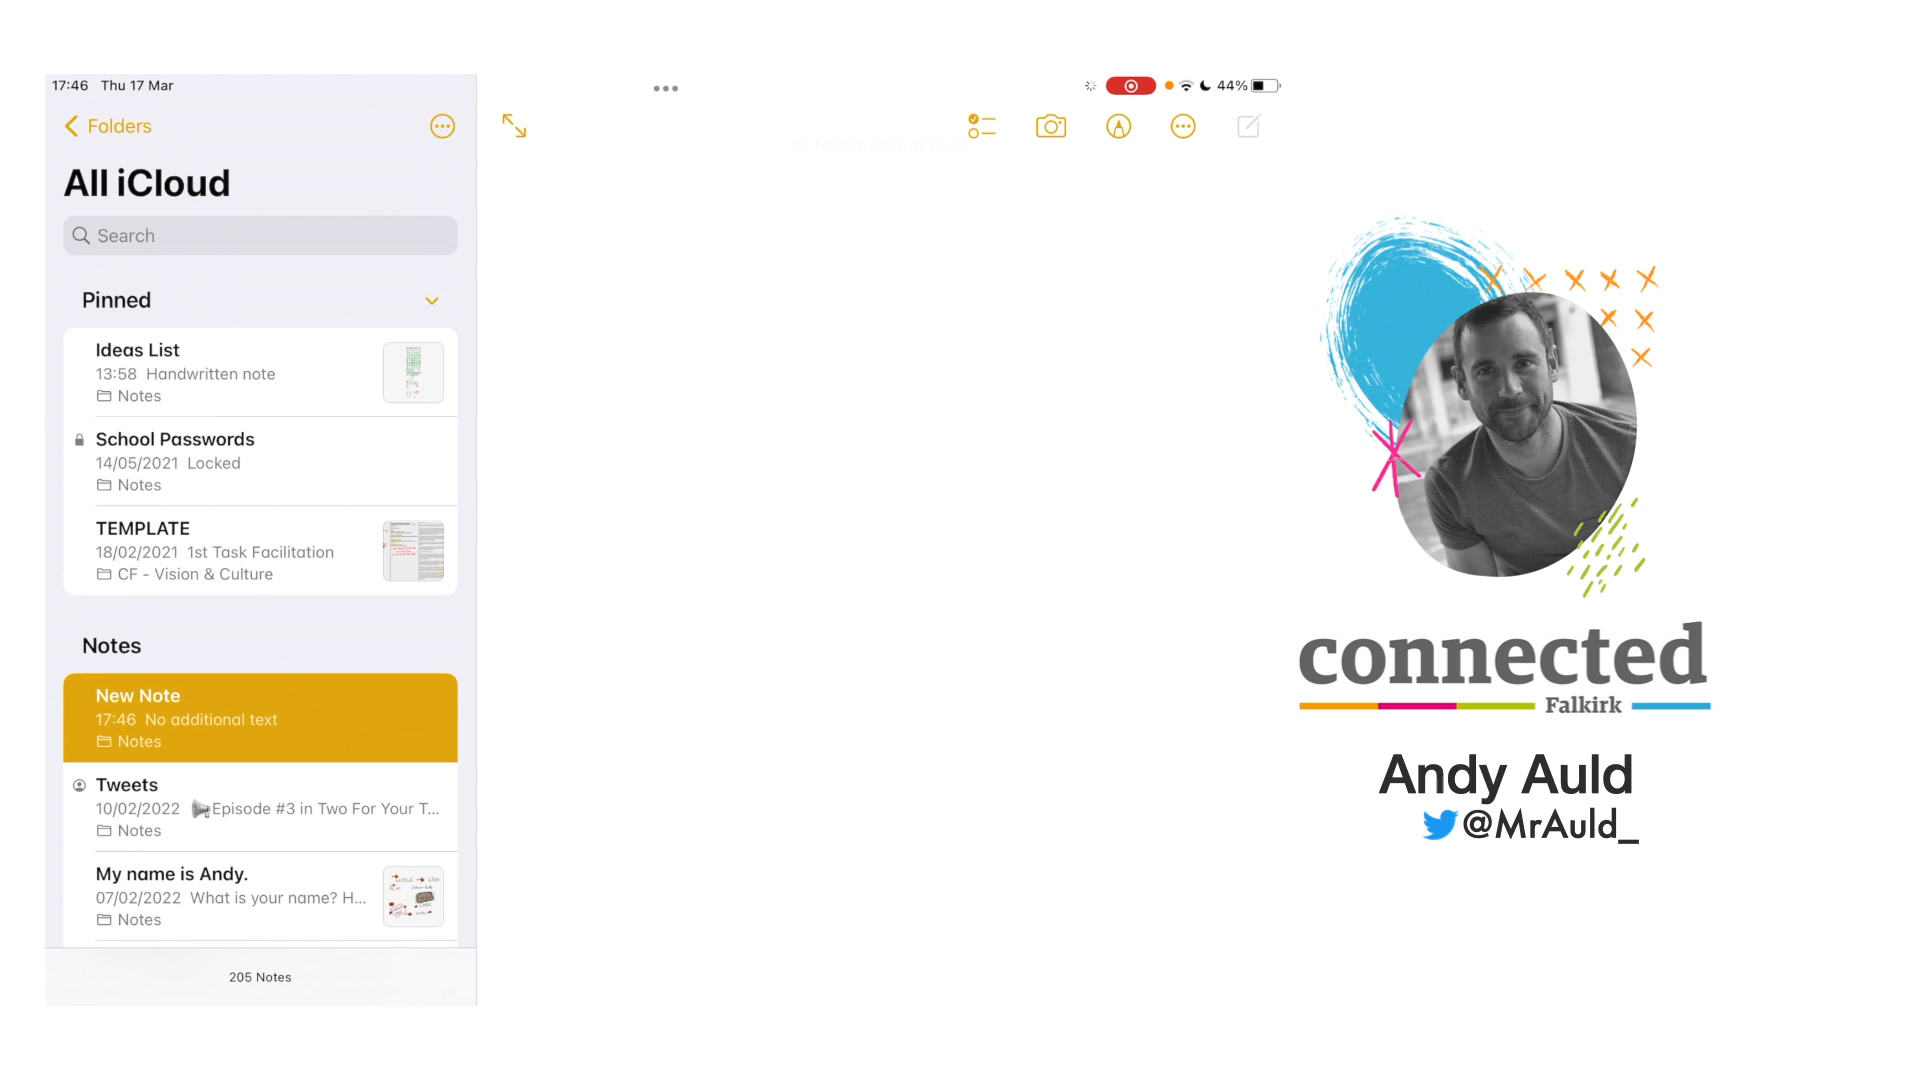 17:46 Thu 17 Mar
44%
Folders
All iCloud
Search
Pinned
Ideas List
13:58 Handwritten note
Notes
School Passwords
14/05/2021 Locked
Notes
TEMPLATE
18/02/2021 1st Task Facilitation
CF - Vision & Culture
Notes
New Note
17:46 No additional text
Notes
Tweets
10/02/2022 📢Episode #3 in Two For Your T...
Notes
My name is Andy.
07/02/2022 What is your name? H...
Notes
205 Notes
connected
Falkirk
Andy Auld
@MrAuld_